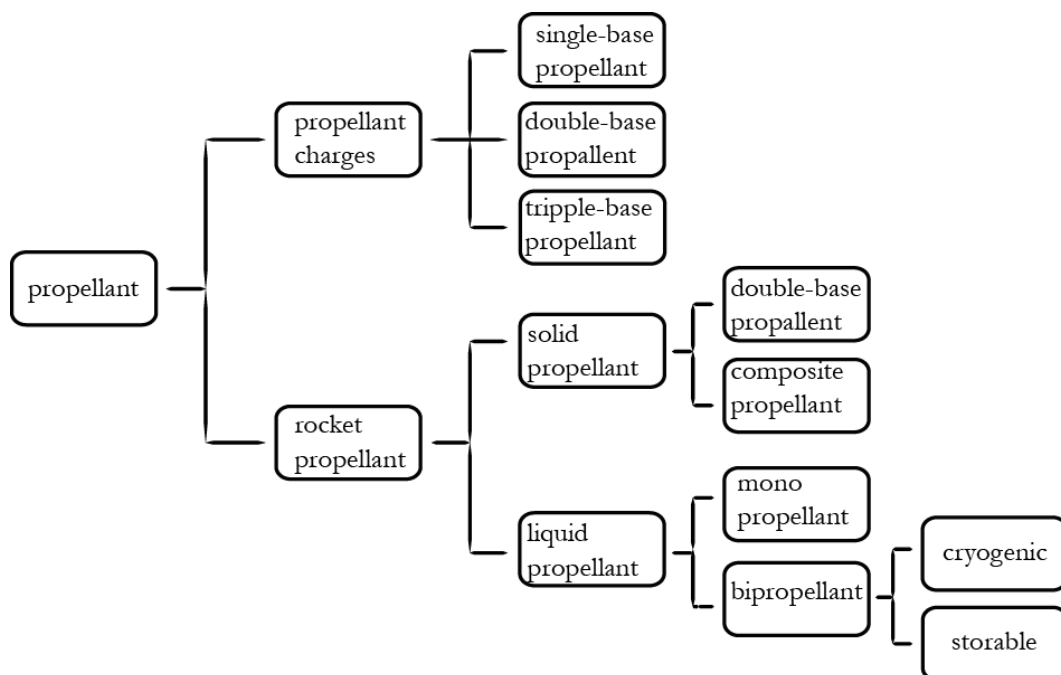 single-base
propellant
propellant
charges
double-base
propallent
tripple-base
propellant
propellant
double-base
propallent
solid
propellant
composite
propellant
rocket
propellant
mono
propellant
liquid
propellant
cryogenic
bipropellant
storable